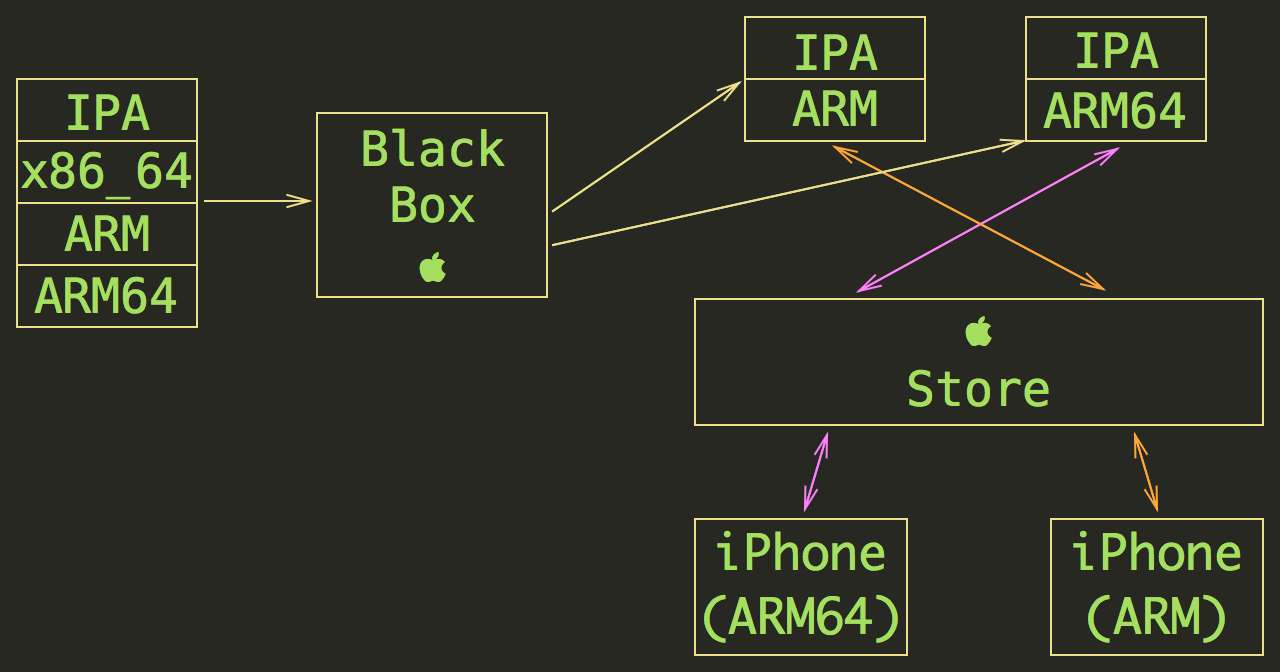 IPA
x86_64
ARM
ARM64
Black
Box
IPA
ARM
IPA
ARM64
Store
iPhone
(ARM64)
iPhone
(ARM)